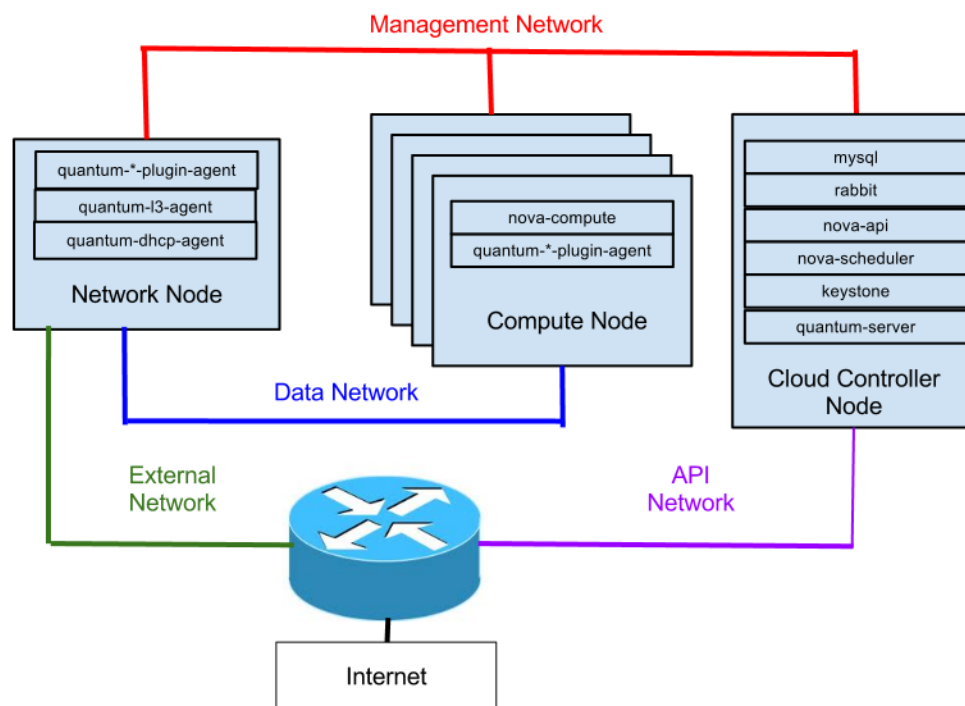 Management Network
quantum-*-plugin-agent
quantum-l3-agent
quantum-dhcp-agent
Network Node
nova-compute
quantum-*-plugin-agent
Compute Node
mysql
rabbit
nova-api
nova-scheduler
keystone
quantum-server
Cloud Controller
Node
Data Network
External
Network
API
Network
Internet